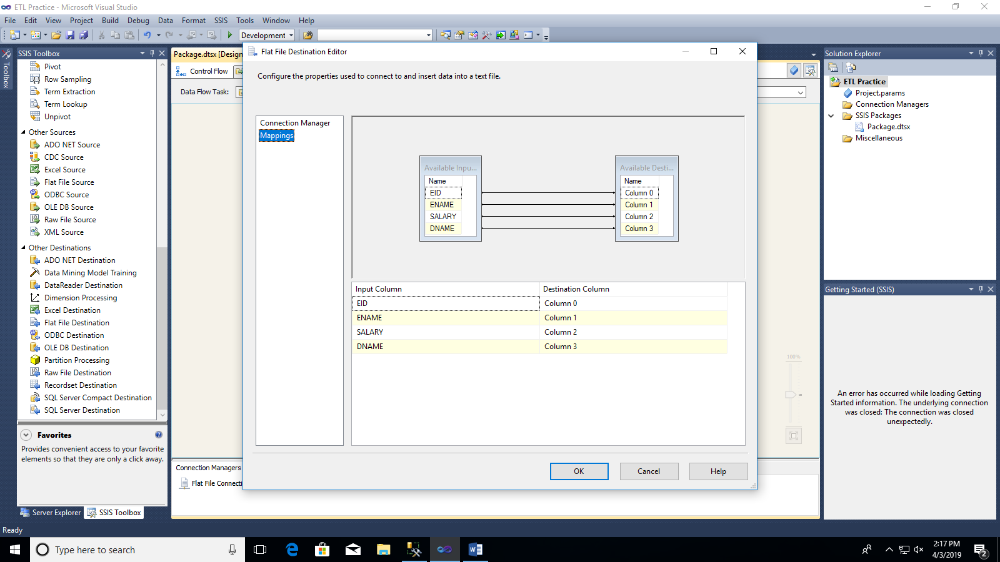 ETL Practice - Microsoft Visual Studio
File Edit View Project Build Debug Data Format SSIS Tools Window Help
Development
Toolbox
SSIS Toolbox
Pivot
Row Sampling
Term Extraction
Term Lookup
Unpivot
Other Sources
ADO NET Source
CDC Source
Excel Source
Flat File Source
ODBC Source
OLE DB Source
Raw File Source
XML Source
Other Destinations
ADO NET Destination
Data Mining Model Training
DataReader Destination
Dimension Processing
Excel Destination
Flat File Destination
ODBC Destination
OLE DB Destination
Partition Processing
Raw File Destination
Recordset Destination
SQL Server Compact Destination
SQL Server Destination
Favorites
Provides convenient access to your favorite
elements so that they are only a click away.
Server Explorer SSIS Toolbox
Package.dtsx [Design
Control Flow
Data Flow Task:
100%
Connection Managers
Flat File Connecti
Flat File Destination Editor
Configure the properties used to connect to and insert data into a text file.
Connection Manager
Mappings
Available Inpu...
Name
EID
ENAME
SALARY
DNAME
Available Desti...
Name
Column 0
Column 1
Column 2
Column 3
Input Column Destination Column
EID Column 0
ENAME Column 1
SALARY Column 2
DNAME Column 3
OK Cancel Help
Solution Explorer
ETL Practice
Project.params
Connection Managers
SSIS Packages
Package.dtsx
Miscellaneous
Getting Started (SSIS)
An error has occurred while loading Getting
Started information. The underlying connection
was closed: The connection was closed
unexpectedly.
Ready
Type here to search
2:17 PM
4/3/2019
2